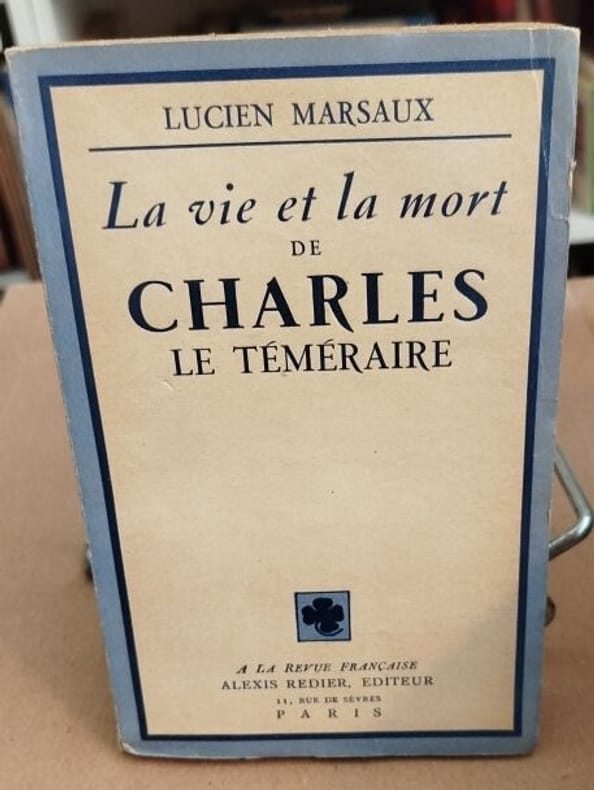 LUCIEN MARSAUX
La vie et la mort
DE
CHARLES
LE TÉMÉRAIRE
A LA REVUE FRANÇAISE
ALEXIS REDIER, EDITEUR
11, RUE DE SÈVRES
PARIS